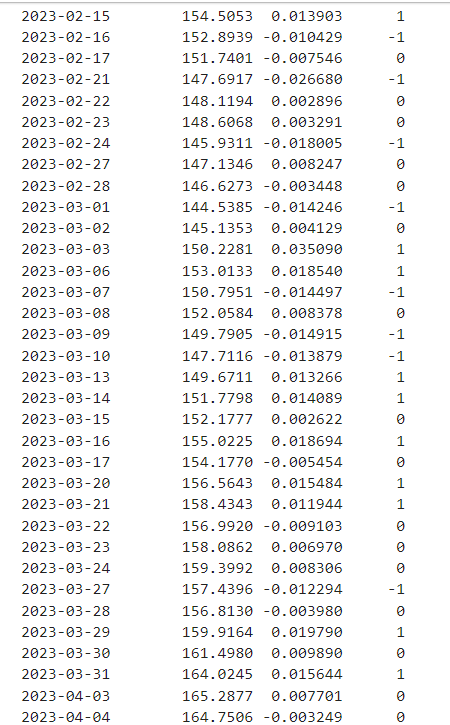 2023-02-15 154.5053 0.013903 1
2023-02-16 152.8939 -0.010429 -1
2023-02-17 151.7401 -0.007546 0
2023-02-21 147.6917 -0.026680 -1
2023-02-22 148.1194 0.002896 0
2023-02-23 148.6068 0.003291 0
2023-02-24 145.9311 -0.018005 -1
2023-02-27 147.1346 0.008247 0
2023-02-28 146.6273 -0.003448 0
2023-03-01 144.5385 -0.014246 -1
2023-03-02 145.1353 0.004129 0
2023-03-03 150.2281 0.035090 1
2023-03-06 153.0133 0.018540 1
2023-03-07 150.7951 -0.014497 -1
2023-03-08 152.0584 0.008378 0
2023-03-09 149.7905 -0.014915 -1
2023-03-10 147.7116 -0.013879 -1
2023-03-13 149.6711 0.013266 1
2023-03-14 151.7798 0.014089 1
2023-03-15 152.1777 0.002622 0
2023-03-16 155.0225 0.018694 1
2023-03-17 154.1770 -0.005454 0
2023-03-20 156.5643 0.015484 1
2023-03-21 158.4343 0.011944 1
2023-03-22 156.9920 -0.009103 0
2023-03-23 158.0862 0.006970 0
2023-03-24 159.3992 0.008306 0
2023-03-27 157.4396 -0.012294 -1
2023-03-28 156.8130 -0.003980 0
2023-03-29 159.9164 0.019790 1
2023-03-30 161.4980 0.009890 0
2023-03-31 164.0245 0.015644 1
2023-04-03 165.2877 0.007701 0
2023-04-04 164.7506 -0.003249 0